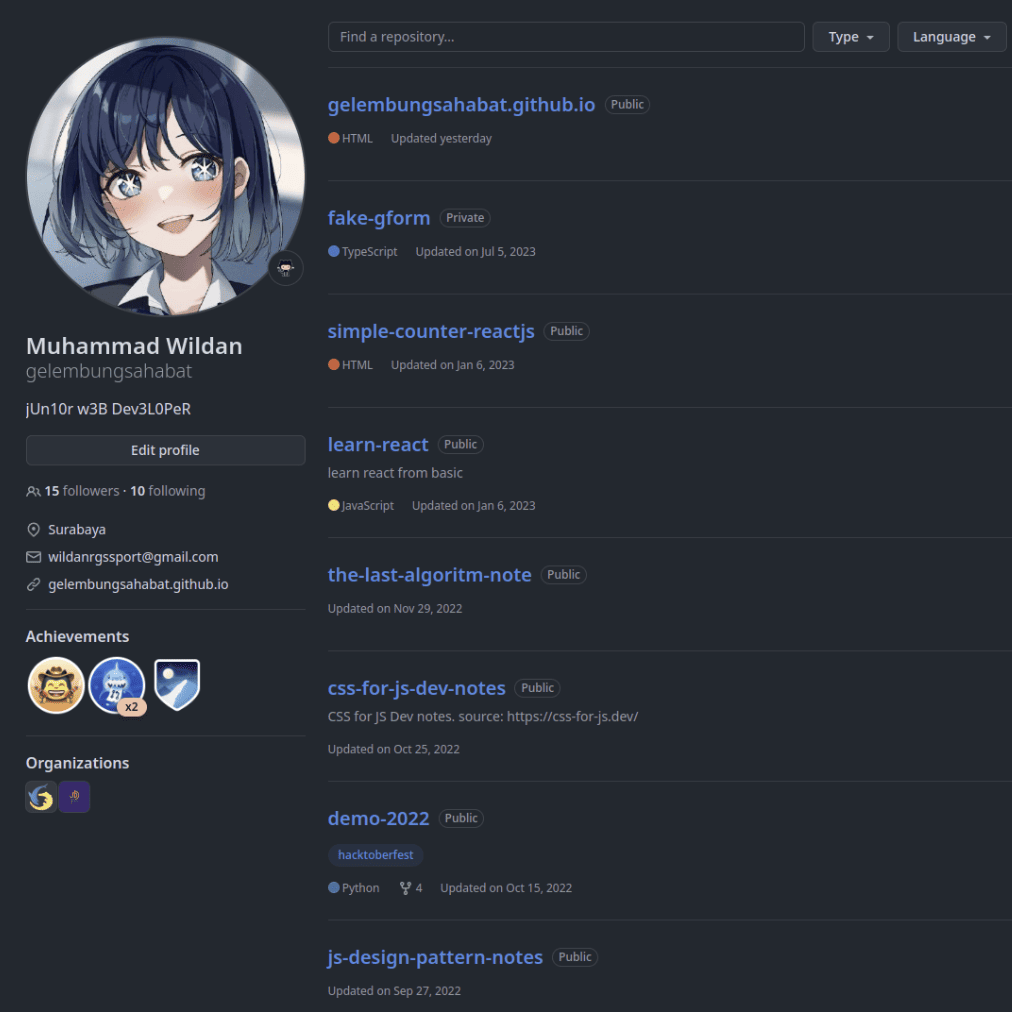 Muhammad Wildan
gelembungsahabat
jUn10r w3B Dev3L0PeR
Edit profile
15 followers · 10 following
Surabaya
wildanrgssport@gmail.com
gelembungsahabat.github.io
Achievements
x2
Organizations
Find a repository...
Type
Language
gelembungsahabat.github.io Public
HTML Updated yesterday
fake-gform Private
TypeScript Updated on Jul 5, 2023
simple-counter-reactjs Public
HTML Updated on Jan 6, 2023
learn-react Public
learn react from basic
JavaScript Updated on Jan 6, 2023
the-last-algoritm-note Public
Updated on Nov 29, 2022
css-for-js-dev-notes Public
CSS for JS Dev notes. source: https://css-for-js.dev/
Updated on Oct 25, 2022
demo-2022 Public
hacktoberfest
Python 4 Updated on Oct 15, 2022
js-design-pattern-notes Public
Updated on Sep 27, 2022